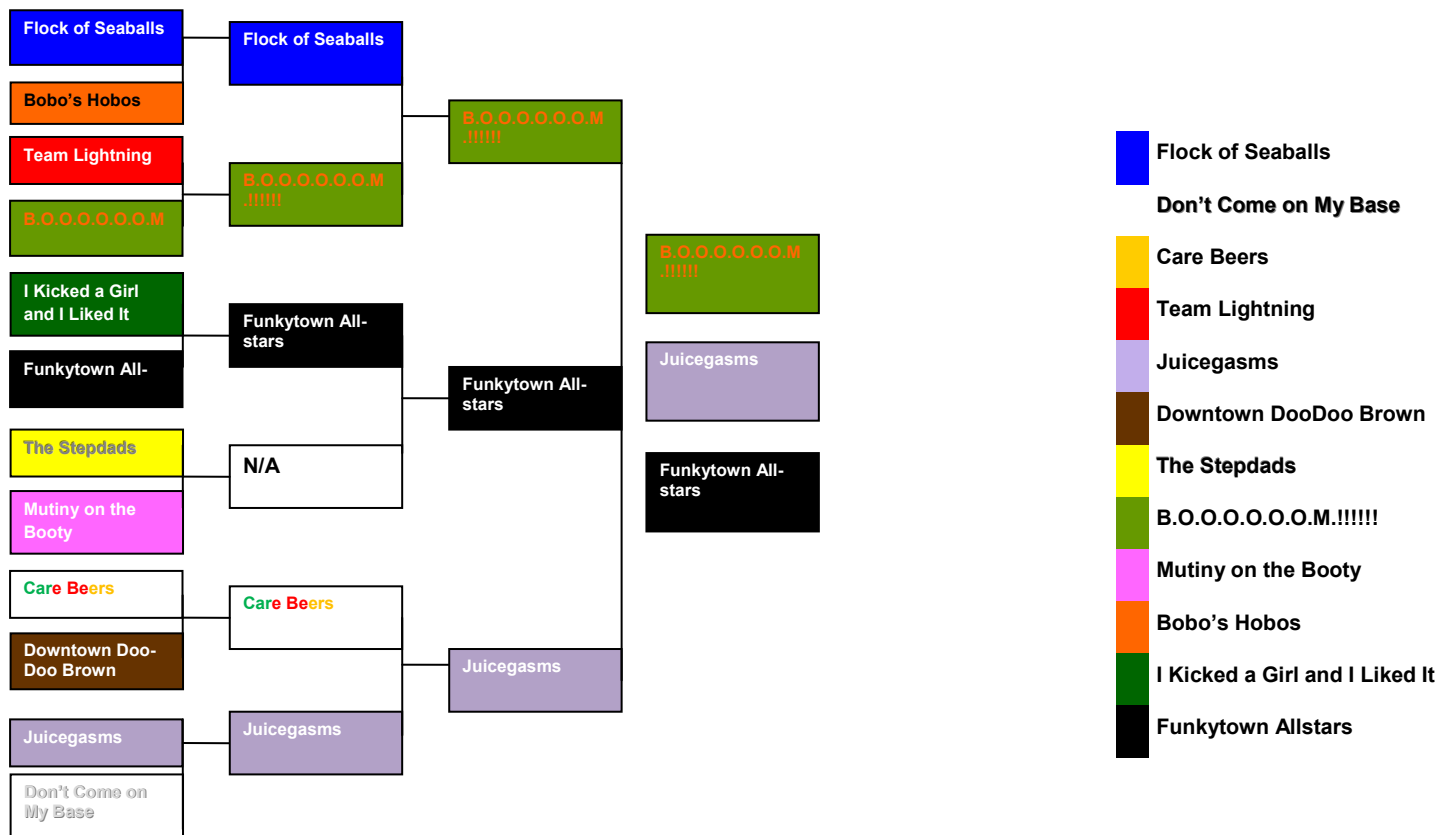 Flock of Seaballs
Bobo's Hobos
Team Lightning
B.O.O.O.O.O.O.M
I Kicked a Girl
and I Liked It
Funkytown All-
The Stepdads
Mutiny on the
Booty
Care Beers
Downtown Doo-
Doo Brown
Juicegasms
Don't Come on
My Base
Flock of Seaballs
B.O.O.O.O.O.O.M
.!!!!!!
Funkytown All-
stars
N/A
Care Beers
Juicegasms
B.O.O.O.O.O.O.M
.!!!!!!
Funkytown All-
stars
Juicegasms
B.O.O.O.O.O.O.M
.!!!!!!
Juicegasms
Funkytown All-
stars
Flock of Seaballs
Don't Come on My Base
Care Beers
Team Lightning
Juicegasms
Downtown DooDoo Brown
The Stepdads
B.O.O.O.O.O.O.M.!!!!!!
Mutiny on the Booty
Bobo's Hobos
I Kicked a Girl and I Liked It
Funkytown Allstars